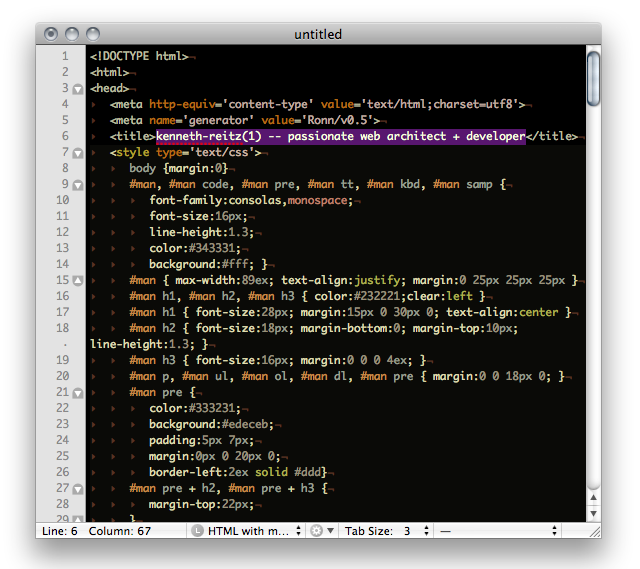 untitled
1 <!DOCTYPE html>¬
2 <html>¬
3 <head>¬
4 <meta http-equiv='content-type' value='text/html;charset=utf8'>¬
5 <meta name='generator' value='Ronn/v0.5'>¬
6 <title>kenneth-reitz(1) -- passionate web architect + developer</title>¬
7 <style type='text/css'>¬
8 body {margin:0}¬
9 #man, #man code, #man pre, #man tt, #man kbd, #man samp {¬
10 font-family:consolas,monospace;¬
11 font-size:16px;¬
12 line-height:1.3;¬
13 color:#343331;¬
14 background:#fff; }¬
15 #man { max-width:89ex; text-align:justify; margin:0 25px 25px 25px }¬
16 #man h1, #man h2, #man h3 { color:#232221;clear:left }¬
17 #man h1 { font-size:28px; margin:15px 0 30px 0; text-align:center }¬
18 #man h2 { font-size:18px; margin-bottom:0; margin-top:10px;
· line-height:1.3; }¬
19 #man h3 { font-size:16px; margin:0 0 0 4ex; }¬
20 #man p, #man ul, #man ol, #man dl, #man pre { margin:0 0 18px 0; }¬
21 #man pre {¬
22 color:#333231;¬
23 background:#edeceb;¬
24 padding:5px 7px;¬
25 margin:0px 0 20px 0;¬
26 border-left:2ex solid #ddd}¬
27 #man pre + h2, #man pre + h3 {¬
28 margin-top:22px;¬
29 }¬
Line: 6 Column: 67 L HTML with m... Tab Size: 3 —